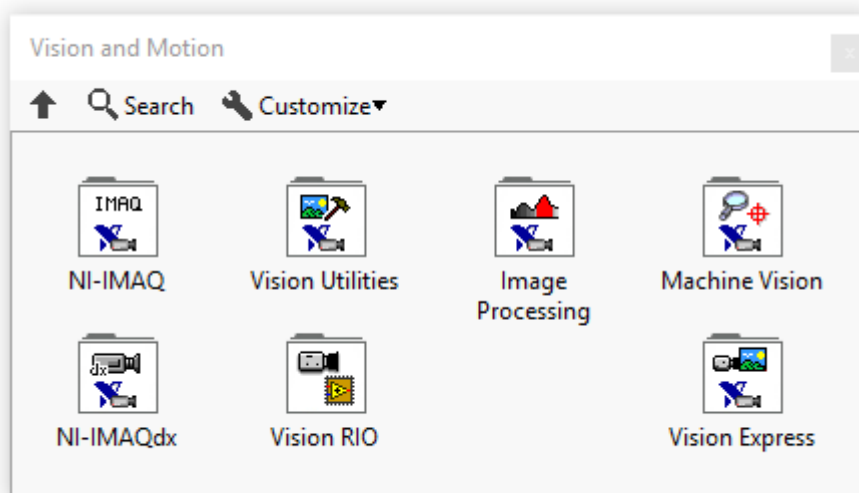 Vision and Motion
Search Customize
IMAQ
NI-IMAQ Vision Utilities Image Processing Machine Vision
dx
NI-IMAQdx Vision RIO Vision Express